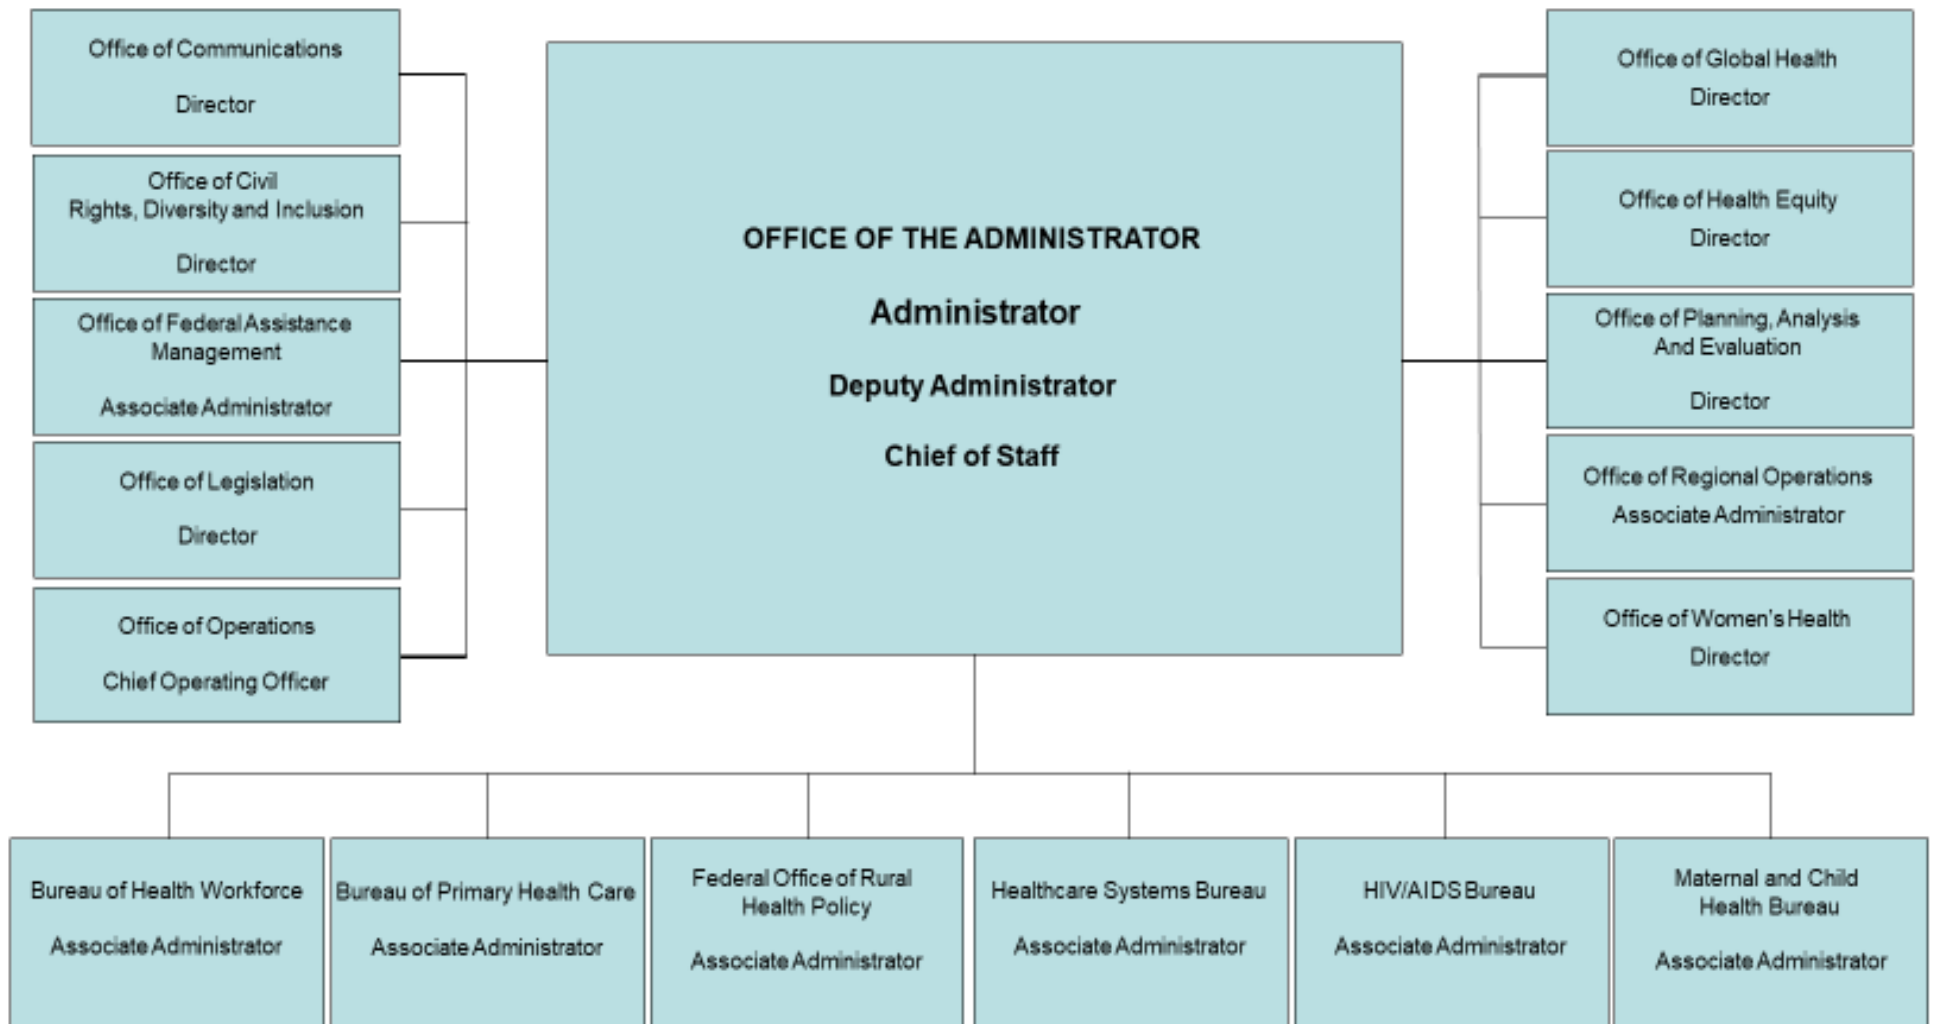 Office of Communications
Director
Office of Civil
Rights, Diversity and Inclusion
Director
Office of Federal Assistance
Management
Associate Administrator
Office of Legislation
Director
Office of Operations
Chief Operating Officer
OFFICE OF THE ADMINISTRATOR
Administrator
Deputy Administrator
Chief of Staff
Office of Global Health
Director
Office of Health Equity
Director
Office of Planning, Analysis
And Evaluation
Director
Office of Regional Operations
Associate Administrator
Office of Women's Health
Director
Bureau of Health Workforce
Associate Administrator
Bureau of Primary Health Care
Associate Administrator
Federal Office of Rural
Health Policy
Associate Administrator
Healthcare Systems Bureau
Associate Administrator
HIV/AIDS Bureau
Associate Administrator
Maternal and Child
Health Bureau
Associate Administrator